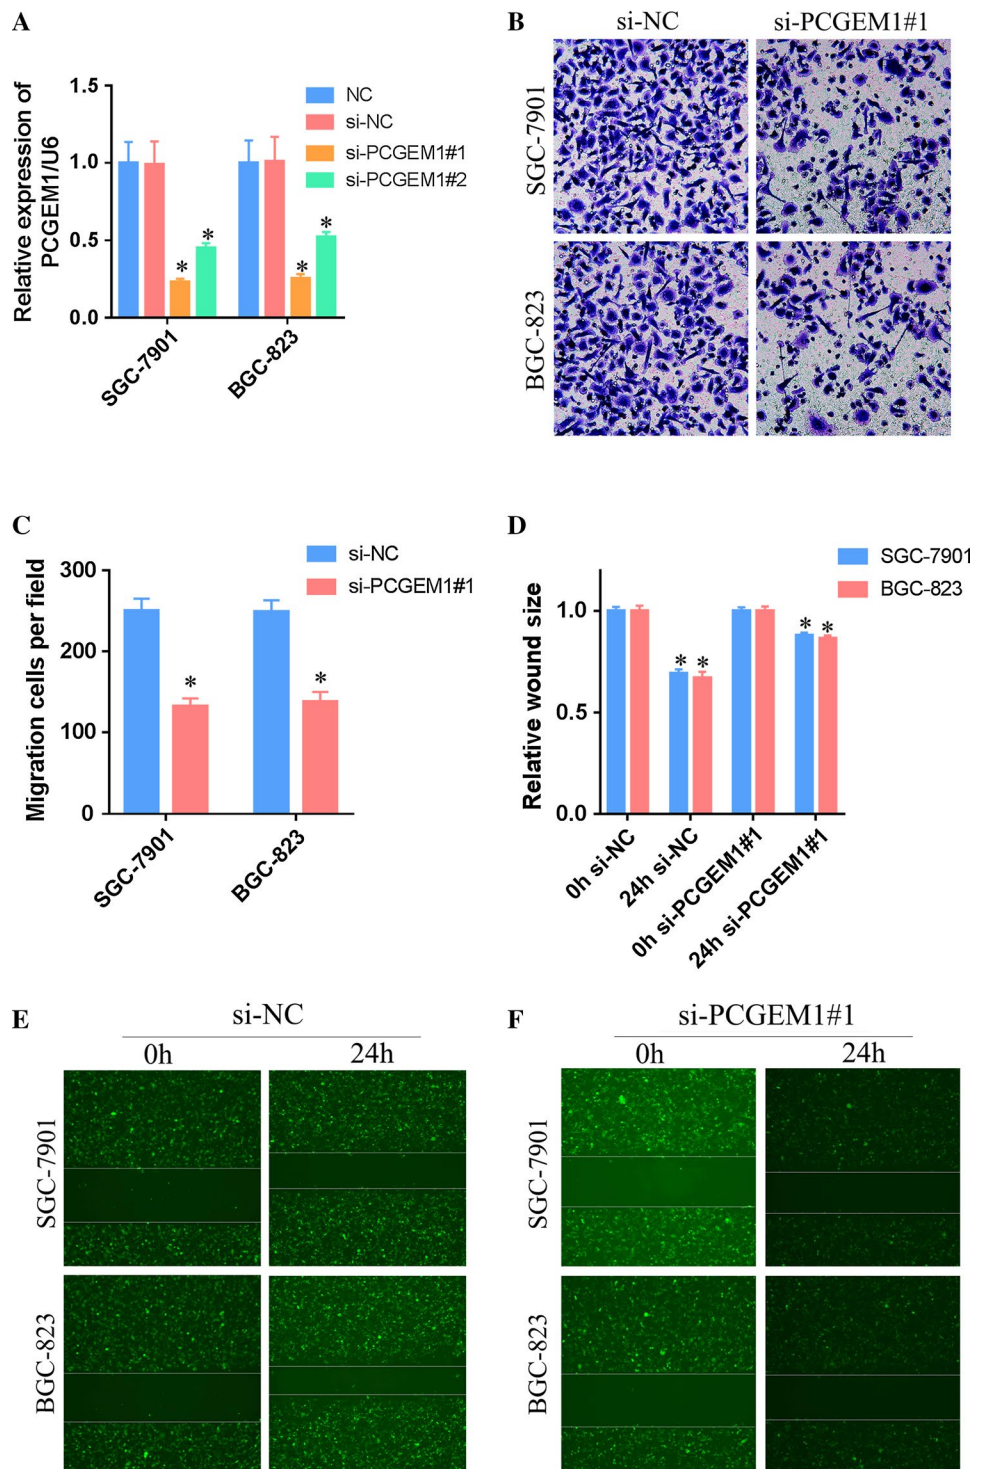 A
Relative expression of
PCGEM1/U6
1.5
1.0
0.5
0.0
NC
si-NC
si-PCGEM1#1
si-PCGEM1#2
*
*
*
*
SGC-7901
BGC-823
B
si-NC
si-PCGEM1#1
SGC-7901
BGC-823
C
Migration cells per field
300
200
100
0
si-NC
si-PCGEM1#1
*
*
SGC-7901
BGC-823
D
Relative wound size
1.0
0.5
0.0
SGC-7901
BGC-823
* *
* *
0h si-NC
24h si-NC
0h si-PCGEM1#1
24h si-PCGEM1#1
E
si-NC
0h
24h
SGC-7901
BGC-823
F
si-PCGEM1#1
0h
24h
SGC-7901
BGC-823